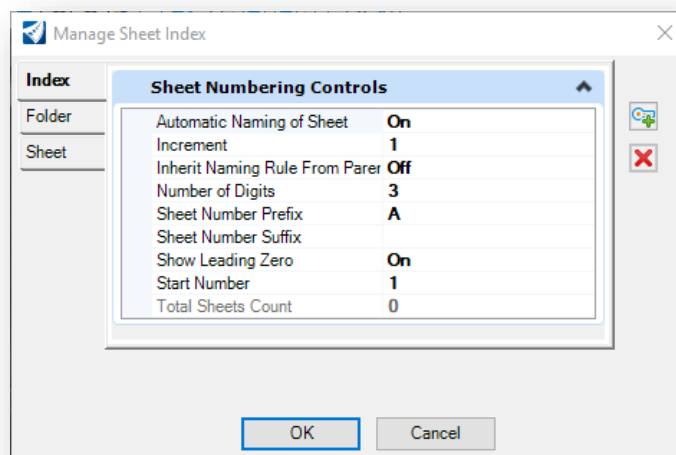 Manage Sheet Index
Index
Folder
Sheet
Sheet Numbering Controls
Automatic Naming of Sheet On
Increment 1
Inherit Naming Rule From Paren Off
Number of Digits 3
Sheet Number Prefix A
Sheet Number Suffix
Show Leading Zero On
Start Number 1
Total Sheets Count 0
OK
Cancel